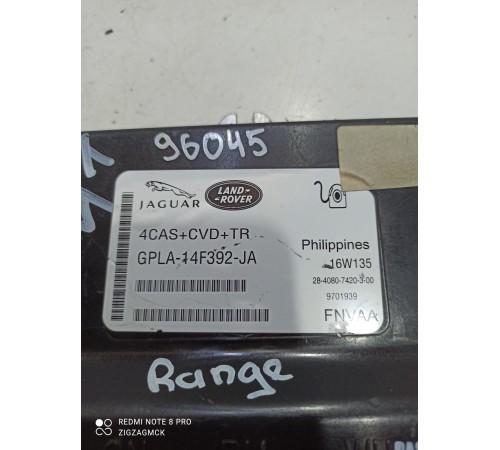 96045
JAGUAR
LAND-
ROVER
4CAS+CVD+TR
GPLA-14F392-JA
Philippines
16W135
28-4080-7420-3-00
9701939
FNVAA
Range
REDMI NOTE 8 PRO
ZIGZAGMCK